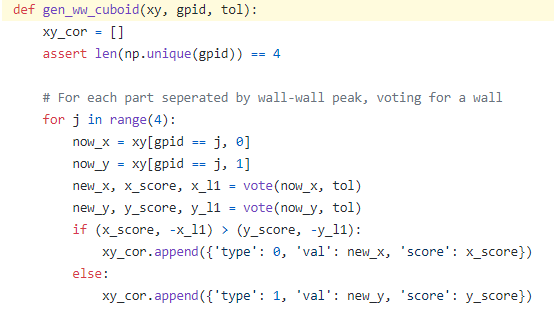 def gen_ww_cuboid(xy, gpid, tol):
    xy_cor = []
    assert len(np.unique(gpid)) == 4

    # For each part seperated by wall-wall peak, voting for a wall
    for j in range(4):
        now_x = xy[gpid == j, 0]
        now_y = xy[gpid == j, 1]
        new_x, x_score, x_l1 = vote(now_x, tol)
        new_y, y_score, y_l1 = vote(now_y, tol)
        if (x_score, -x_l1) > (y_score, -y_l1):
            xy_cor.append({'type': 0, 'val': new_x, 'score': x_score})
        else:
            xy_cor.append({'type': 1, 'val': new_y, 'score': y_score})